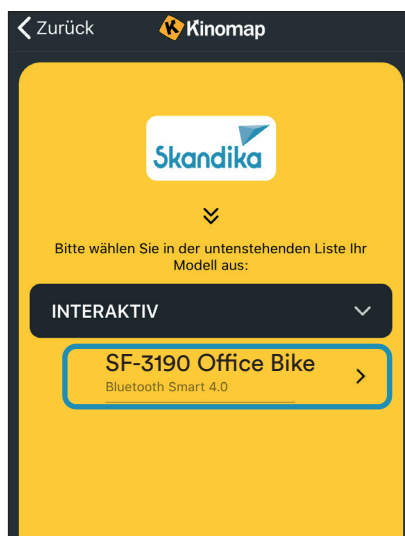 Zurück
Kinomap
Skandika
Bitte wählen Sie in der untenstehenden Liste Ihr
Modell aus:
INTERAKTIV
SF-3190 Office Bike
Bluetooth Smart 4.0